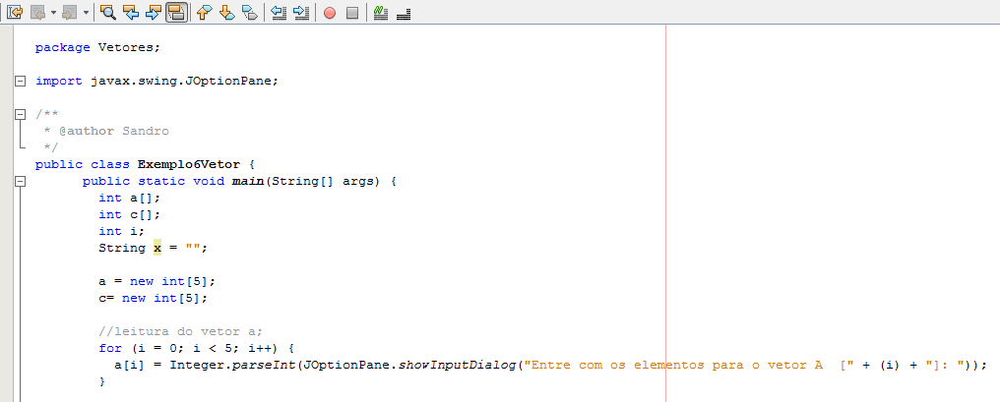 package Vetores;
import javax.swing.JOptionPane;
/**
 * @author Sandro
 */
public class Exemplo6Vetor {
      public static void main(String[] args) {
        int a[];
        int c[];
        int i;
        String x = "";
        a = new int[5];
        c= new int[5];
        //leitura do vetor a;
        for (i = 0; i < 5; i++) {
          a[i] = Integer.parseInt(JOptionPane.showInputDialog("Entre com os elementos para o vetor A  [" + (i) + "]: "));
        }